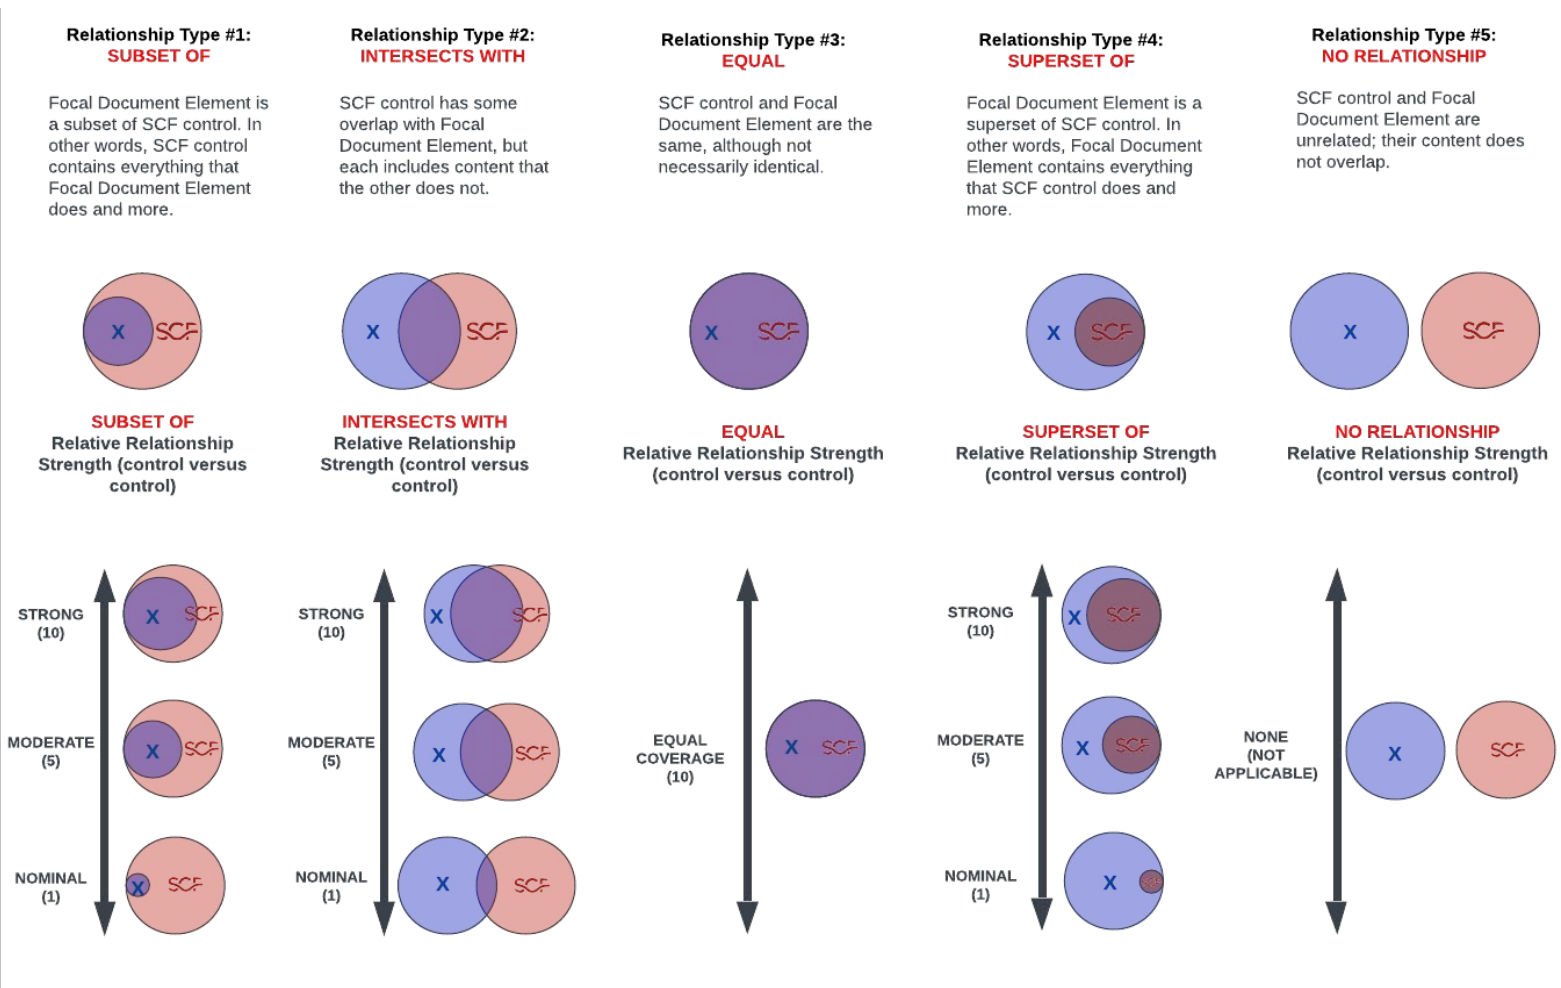 Relationship Type #1:
SUBSET OF
Focal Document Element is
a subset of SCF control. In
other words, SCF control
contains everything that
Focal Document Element
does and more.
X
SCF
SUBSET OF
Relative Relationship
Strength (control versus
control)
STRONG
(10)
X
SCF
MODERATE
(5)
X
SCF
NOMINAL
(1)
X
SCF
Relationship Type #2:
INTERSECTS WITH
SCF control has some
overlap with Focal
Document Element, but
each includes content that
the other does not.
X
SCF
INTERSECTS WITH
Relative Relationship
Strength (control versus
control)
STRONG
(10)
X
SCF
MODERATE
(5)
X
SCF
NOMINAL
(1)
X
SCF
Relationship Type #3:
EQUAL
SCF control and Focal
Document Element are the
same, although not
necessarily identical.
X
SCF
EQUAL
Relative Relationship Strength
(control versus control)
EQUAL
COVERAGE
(10)
X
SCF
Relationship Type #4:
SUPERSET OF
Focal Document Element is a
superset of SCF control. In
other words, Focal Document
Element contains everything
that SCF control does and
more.
X
SCF
SUPERSET OF
Relative Relationship Strength
(control versus control)
STRONG
(10)
X
SCF
MODERATE
(5)
X
SCF
NOMINAL
(1)
X
SCF
Relationship Type #5:
NO RELATIONSHIP
SCF control and Focal
Document Element are
unrelated; their content does
not overlap.
X
SCF
NO RELATIONSHIP
Relative Relationship Strength
(control versus control)
NONE
(NOT
APPLICABLE)
X
SCF